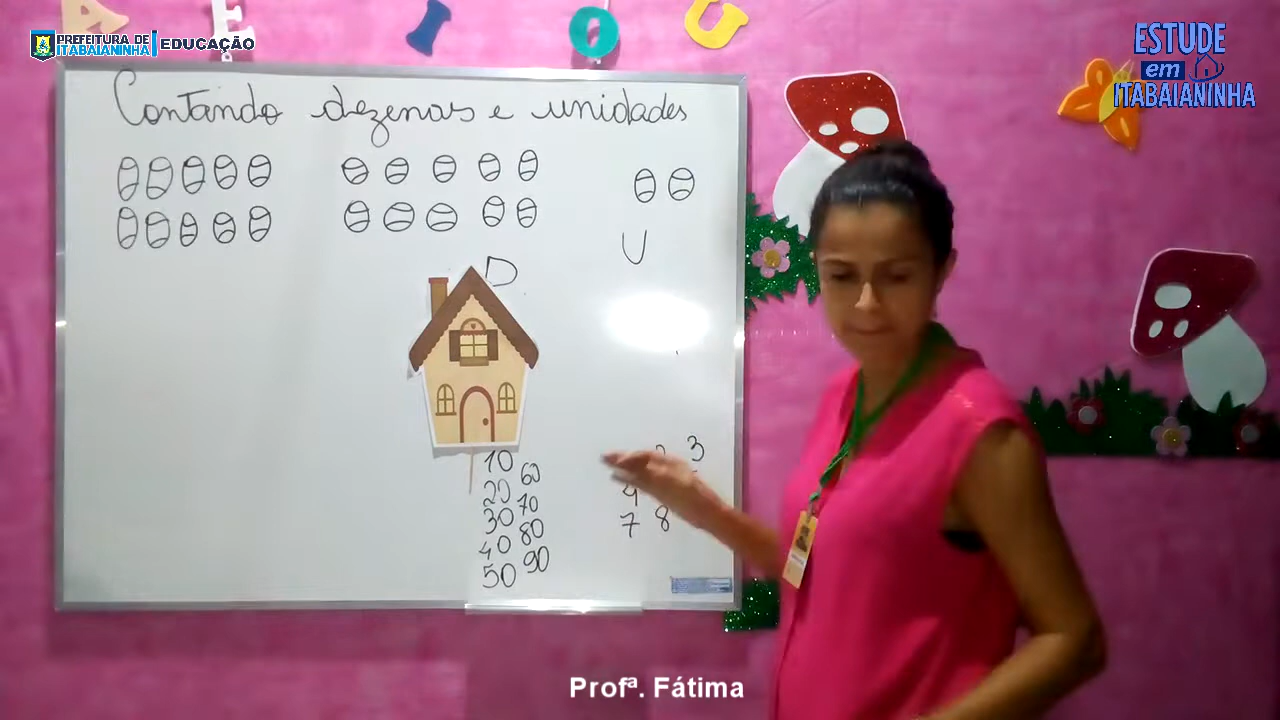 A E I O U
PREFEITURA DE
ITABAIANINHA
EDUCAÇÃO
ESTUDE
em
ITABAIANINHA
Contando dezenas e unidades
D
U
10 60
20 70
30 80
40 90
50
2 3
4
7 8
Profª. Fátima